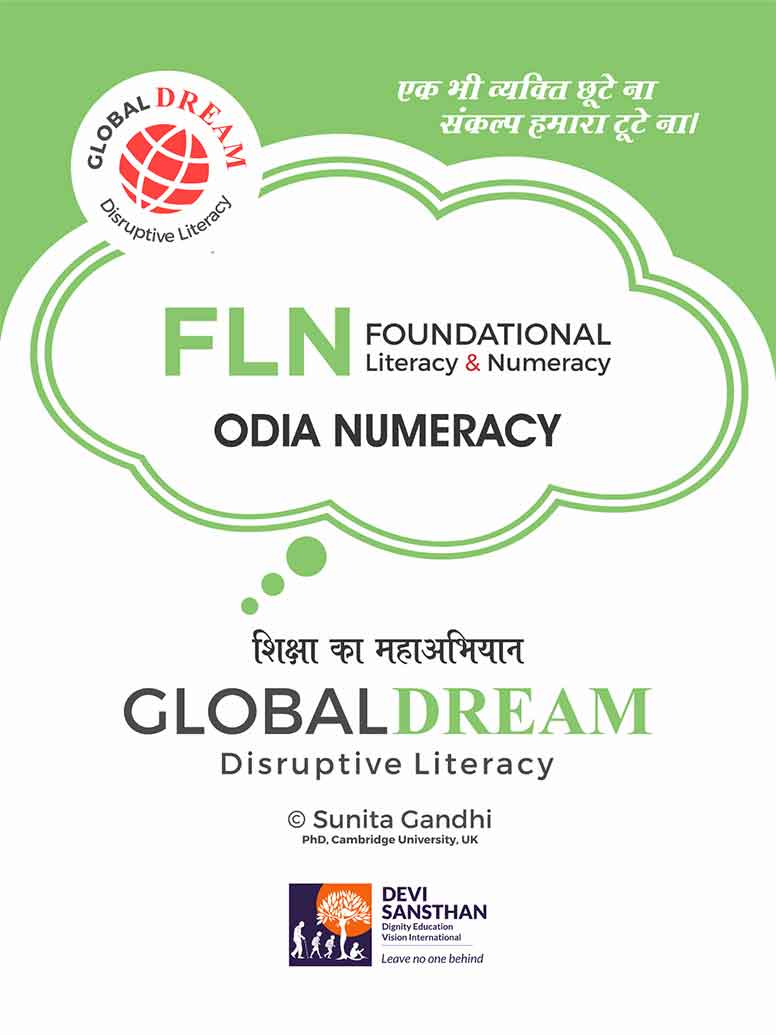 GLOBAL DREAM
Disruptive Literacy
एक भी व्यक्ति छूटे ना
संकल्प हमारा टूटे ना।
FLN FOUNDATIONAL
Literacy & Numeracy
ODIA NUMERACY
शिक्षा का महाअभियान
GLOBALDREAM
Disruptive Literacy
© Sunita Gandhi
PhD, Cambridge University, UK
DEVI
SANSTHAN
Dignity Education
Vision International
Leave no one behind